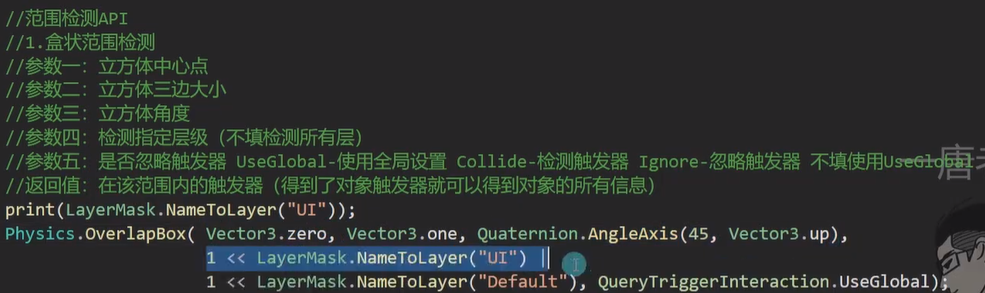 //范围检测API
//1.盒状范围检测
//参数一: 立方体中心点
//参数二: 立方体三边大小
//参数三: 立方体角度
//参数四: 检测指定层级（不填检测所有层）
//参数五: 是否忽略触发器 UseGlobal-使用全局设置 Collide-检测触发器 Ignore-忽略触发器 不填使用UseGlobal
//返回值: 在该范围内的触发器（得到了对象触发器就可以得到对象的所有信息）
print(LayerMask.NameToLayer("UI"));
Physics.OverlapBox( Vector3.zero, Vector3.one, Quaternion.AngleAxis(45, Vector3.up),
1 << LayerMask.NameToLayer("UI") |
1 << LayerMask.NameToLayer("Default"), QueryTriggerInteraction.UseGlobal);
唐